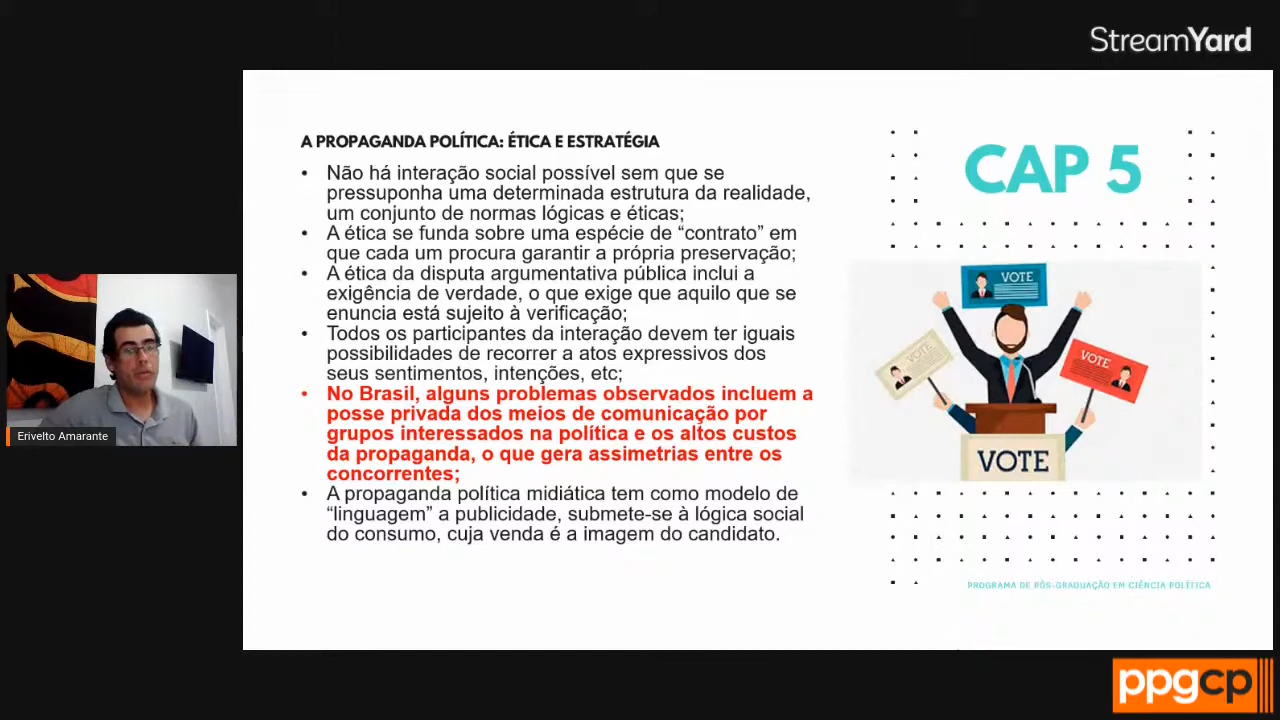 StreamYard
A PROPAGANDA POLÍTICA: ÉTICA E ESTRATÉGIA
• Não há interação social possível sem que se
pressuponha uma determinada estrutura da realidade,
um conjunto de normas lógicas e éticas;
• A ética se funda sobre uma espécie de “contrato” em
que cada um procura garantir a própria preservação;
• A ética da disputa argumentativa pública inclui a
exigência de verdade, o que exige que aquilo que se
enuncia está sujeito à verificação;
• Todos os participantes da interação devem ter iguais
possibilidades de recorrer a atos expressivos dos
seus sentimentos, intenções, etc;
• No Brasil, alguns problemas observados incluem a
posse privada dos meios de comunicação por
grupos interessados na política e os altos custos
da propaganda, o que gera assimetrias entre os
concorrentes;
• A propaganda política midiática tem como modelo de
“linguagem” a publicidade, submete-se à lógica social
do consumo, cuja venda é a imagem do candidato.
CAP 5
VOTE
VOTE
VOTE
VOTE
PROGRAMA DE PÓS-GRADUAÇÃO EM CIÊNCIA POLÍTICA
Erivelto Amarante
ppgcp